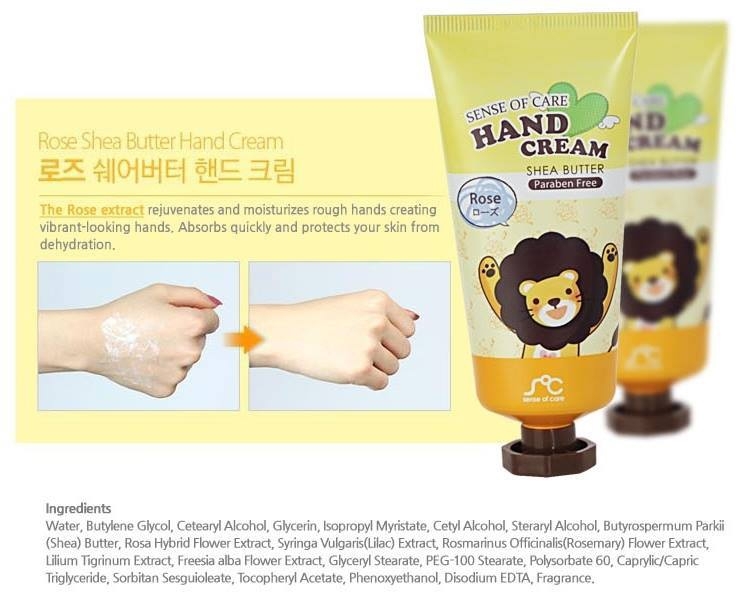 Rose Shea Butter Hand Cream
로즈 쉐어버터 핸드 크림
The Rose extract rejuvenates and moisturizes rough hands creating
vibrant-looking hands. Absorbs quickly and protects your skin from
dehydration.
SENSE OF CARE
HAND
CREAM
SHEA BUTTER
Paraben Free
Rose
ローズ
soc
sense of care
ND
CREAM
BUTTER
Ingredients
Water, Butylene Glycol, Cetearyl Alcohol, Glycerin, Isopropyl Myristate, Cetyl Alcohol, Steraryl Alcohol, Butyrospermum Parkii
(Shea) Butter, Rosa Hybrid Flower Extract, Syringa Vulgaris(Lilac) Extract, Rosmarinus Officinalis(Rosemary) Flower Extract,
Lilium Tigrinum Extract, Freesia alba Flower Extract, Glyceryl Stearate, PEG-100 Stearate, Polysorbate 60, Caprylic/Capric
Triglyceride, Sorbitan Sesguioleate, Tocopheryl Acetate, Phenoxyethanol, Disodium EDTA, Fragrance.